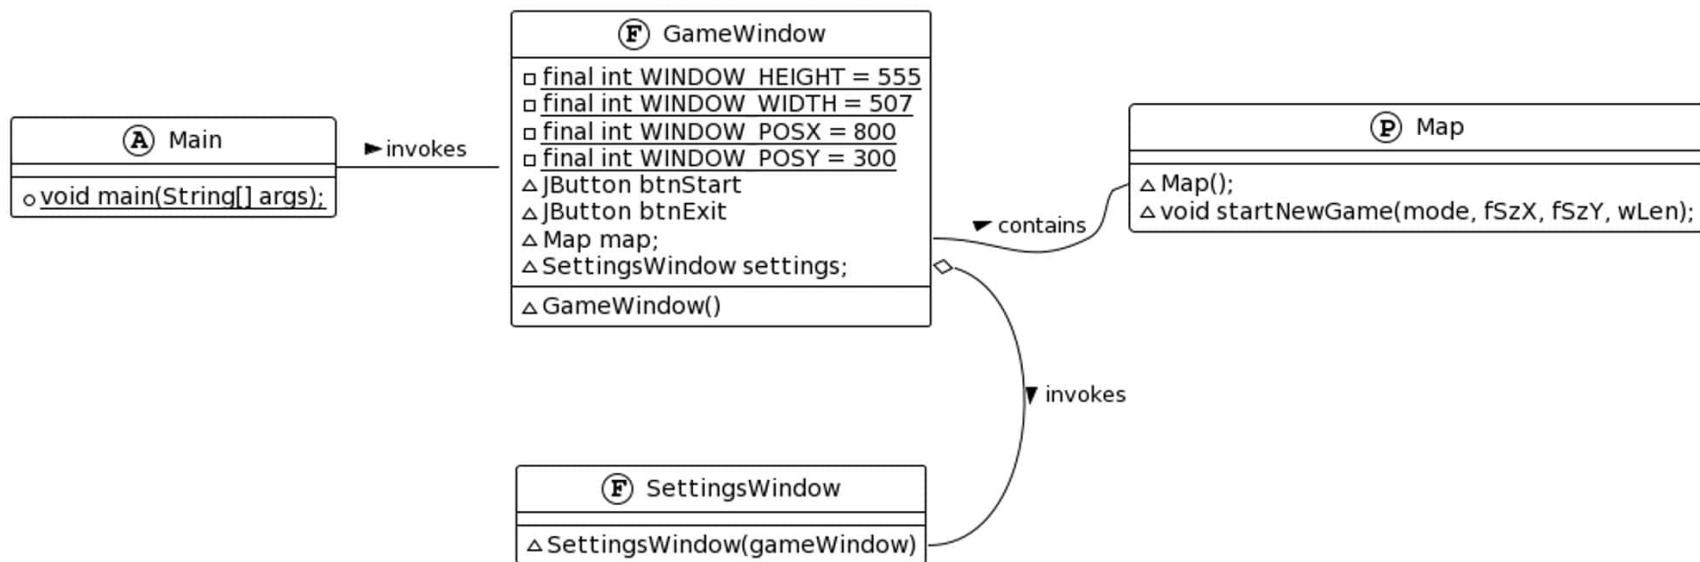 F GameWindow
final int WINDOW_HEIGHT = 555
final int WINDOW_WIDTH = 507
final int WINDOW_POSX = 800
final int WINDOW_POSY = 300
JButton btnStart
JButton btnExit
Map map;
SettingsWindow settings;
GameWindow()
A Main
void main(String[] args);
invokes
P Map
Map();
void startNewGame(mode, fSzX, fSzY, wLen);
contains
invokes
F SettingsWindow
SettingsWindow(gameWindow)